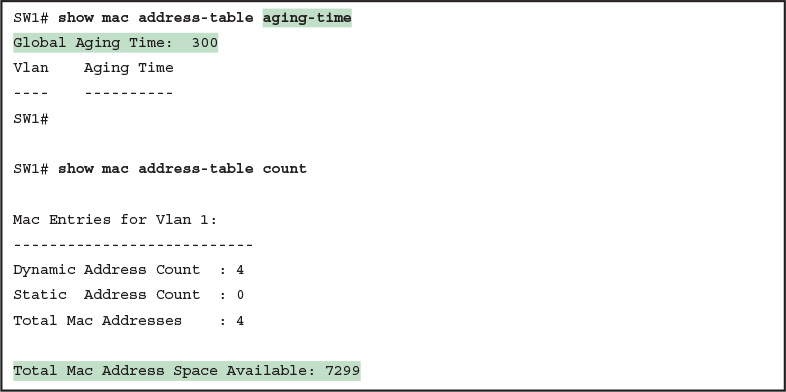 SW1# show mac address-table aging-time
Global Aging Time:  300
Vlan    Aging Time
----    ----------
SW1#
SW1# show mac address-table count
Mac Entries for Vlan 1:
---------------------------
Dynamic Address Count  : 4
Static  Address Count  : 0
Total Mac Addresses    : 4
Total Mac Address Space Available: 7299